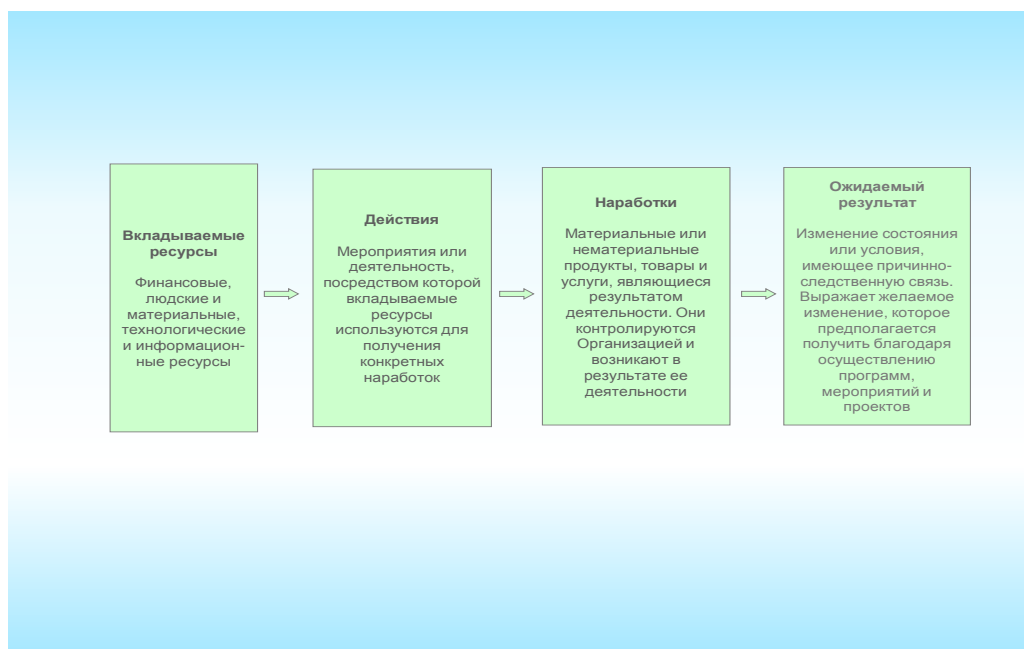 Вкладываемые
ресурсы
Финансовые,
людские и
материальные,
технологические
и информацион-
ные ресурсы
Действия
Мероприятия или
деятельность,
посредством которой
вкладываемые
ресурсы
используются для
получения
конкретных
наработок
Наработки
Материальные или
нематериальные
продукты, товары и
услуги, являющиеся
результатом
деятельности. Они
контролируются
Организацией и
возникают в
результате ее
деятельности
Ожидаемый
результат
Изменение состояния
или условия,
имеющее причинно-
следственную связь.
Выражает желаемое
изменение, которое
предполагается
получить благодаря
осуществлению
программ,
мероприятий и
проектов